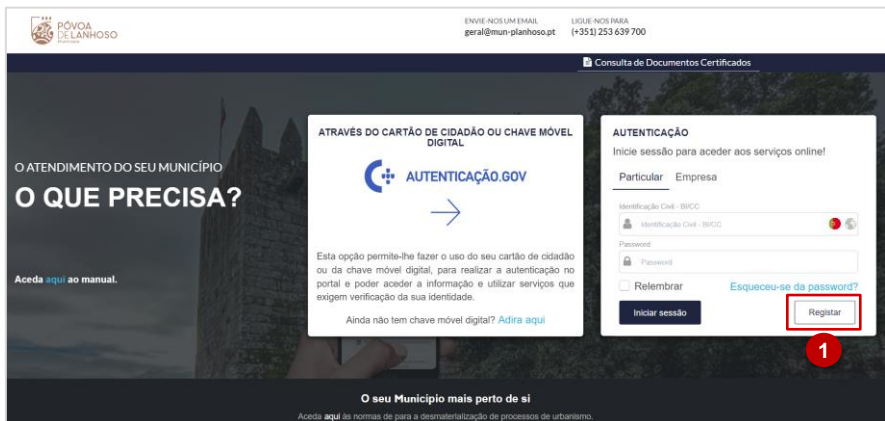 PÓVOA
DE LANHOSO
ENVIE-NOS UM EMAIL
geral@mun-planhoso.pt
LIGUE-NOS PARA
(+351) 253 639 700
Consulta de Documentos Certificados
O ATENDIMENTO DO SEU MUNICÍPIO
O QUE PRECISA?
Aceda aqui ao manual.
ATRAVÉS DO CARTÃO DE CIDADÃO OU CHAVE MÓVEL
DIGITAL
AUTENTICAÇÃO.GOV
Esta opção permite-lhe fazer o uso do seu cartão de cidadão
ou da chave móvel digital, para realizar a autenticação no
portal e poder aceder a informação e utilizar serviços que
exigem verificação da sua identidade.
Ainda não tem chave móvel digital? Adira aqui
AUTENTICAÇÃO
Inicie sessão para aceder aos serviços online!
Particular Empresa
Identificação Civil - BI/CC
Identificação Civil - BI/CC
Password
Password
Relembrar Esqueceu-se da password?
Iniciar sessão Registar
1
O seu Municipio mais perto de si
Aceda aqui às normas de para a desmaterialização de processos de urbanismo.